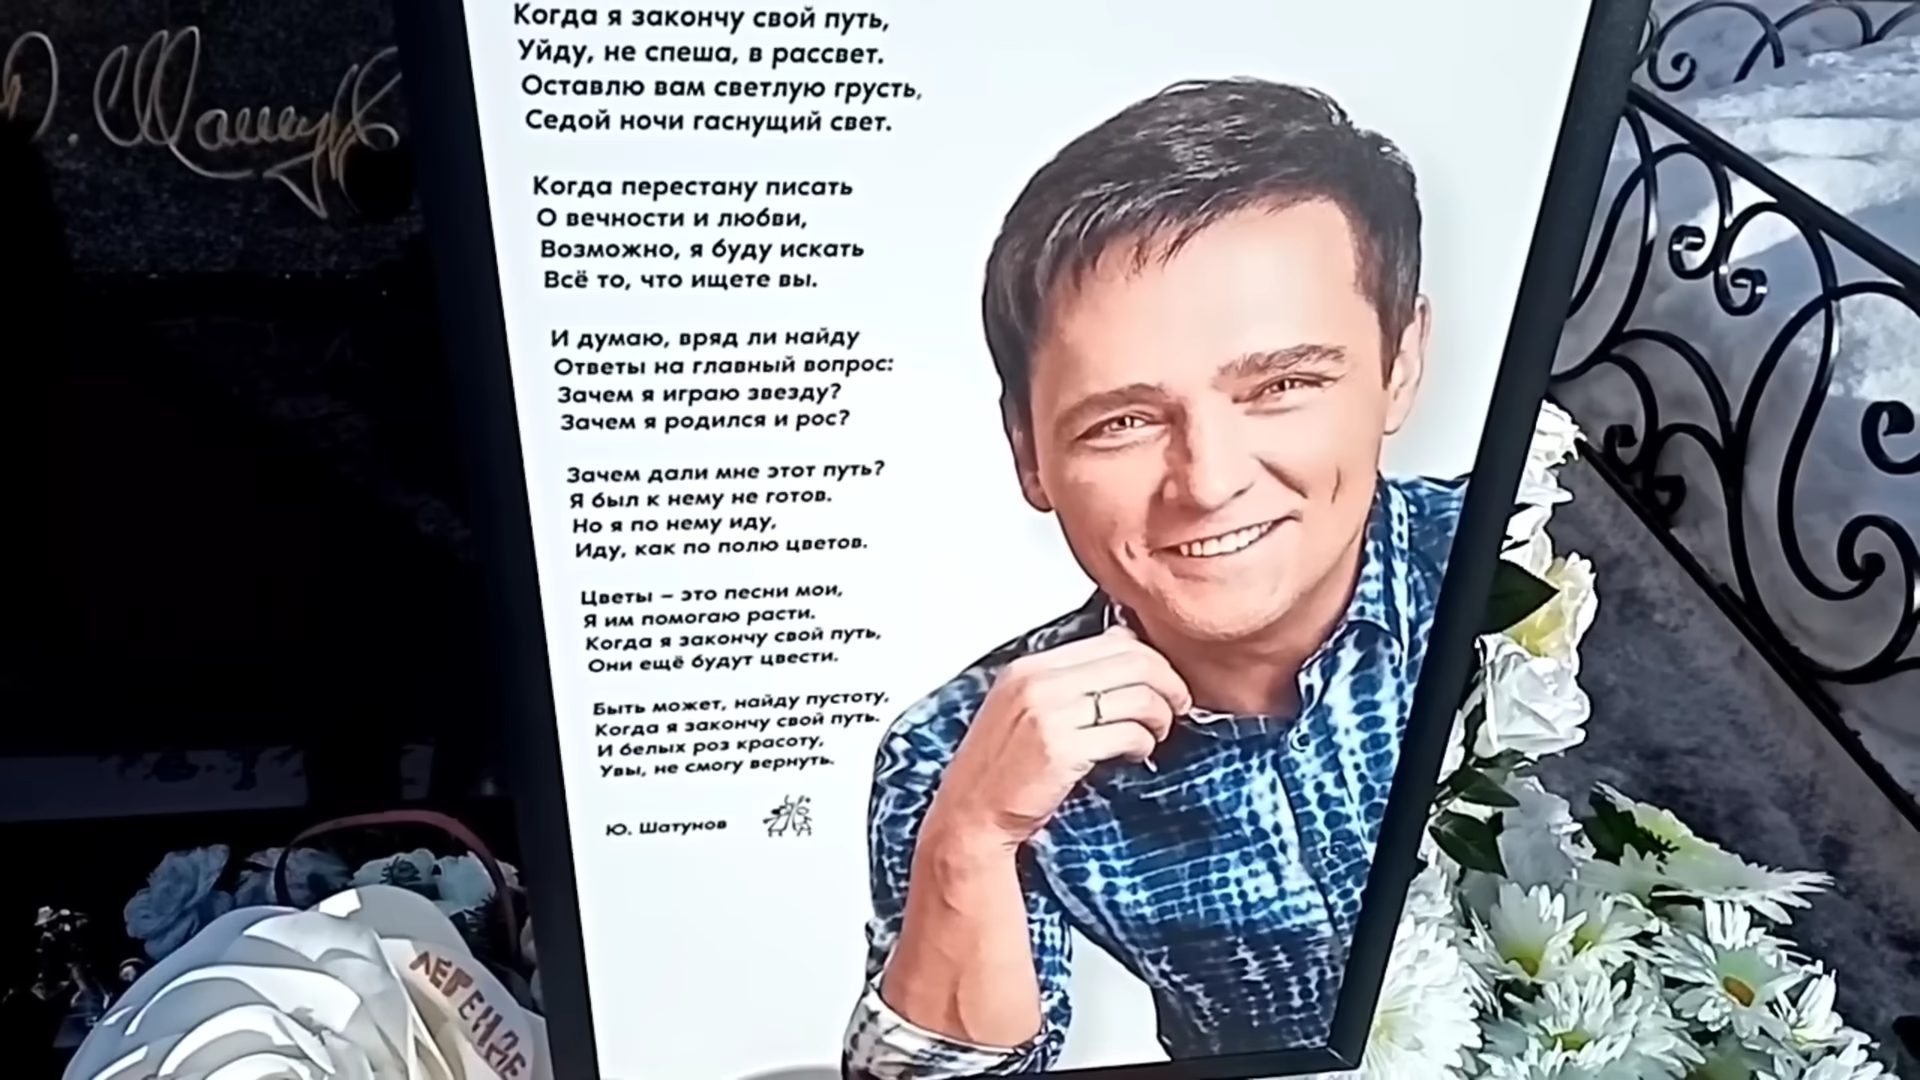 Когда я закончу свой путь,
Уйду, не спеша, в рассвет.
Оставлю вам светлую грусть,
Седой ночи гаснущий свет.
Когда перестану писать
О вечности и любви,
Возможно, я буду искать
Всё то, что ищете вы.
И думаю, вряд ли найду
Ответы на главный вопрос:
Зачем я играю звезду?
Зачем я родился и рос?
Зачем дали мне этот путь?
Я был к нему не готов.
Но я по нему иду,
Иду, как по полю цветов.
Цветы – это песни мои,
Я им помогаю расти.
Когда я закончу свой путь,
Они ещё будут цвести.
Быть может, найду пустоту,
Когда я закончу свой путь.
И белых роз красоту,
Увы, не смогу вернуть.
Ю. Шатунов
ЛЕГЕНДЕ